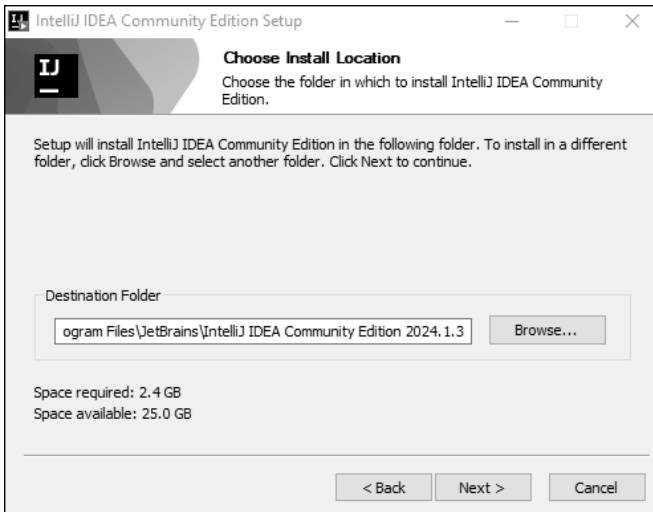 IntelliJ IDEA Community Edition Setup
IJ
Choose Install Location
Choose the folder in which to install IntelliJ IDEA Community
Edition.
Setup will install IntelliJ IDEA Community Edition in the following folder. To install in a different
folder, click Browse and select another folder. Click Next to continue.
Destination Folder
ogram Files\JetBrains\IntelliJ IDEA Community Edition 2024.1.3
Browse...
Space required: 2.4 GB
Space available: 25.0 GB
< Back
Next >
Cancel